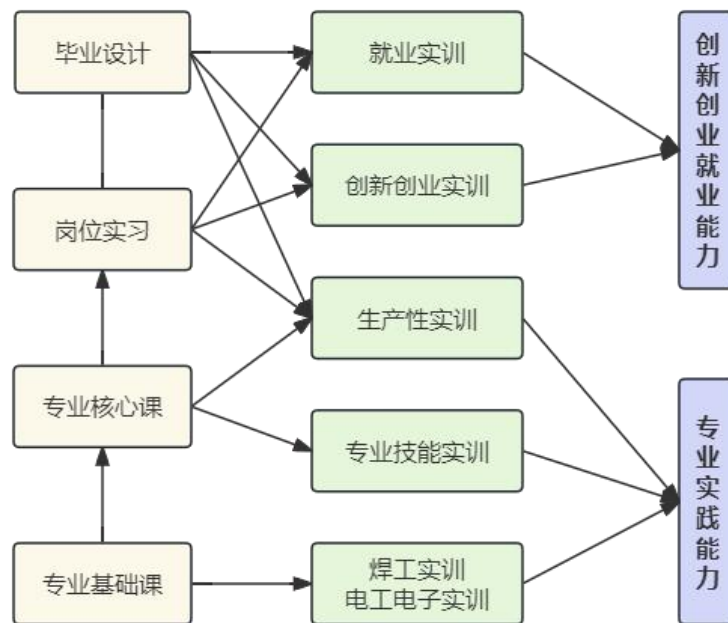 毕业设计
就业实训
创新创业就业能力
创新创业实训
岗位实习
生产性实训
专业核心课
专业技能实训
专业实践能力
专业基础课
焊工实训
电工电子实训